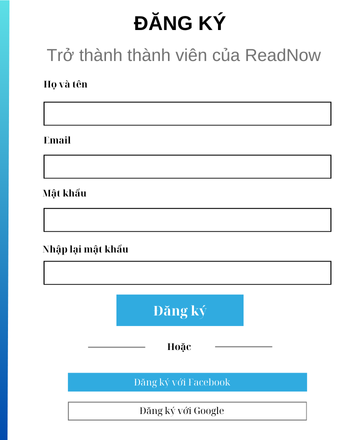 ĐĂNG KÝ
Trở thành thành viên của ReadNow
Họ và tên
Email
Mật khẩu
Nhập lại mật khẩu
Đăng ký
Hoặc
Đăng ký với Facebook
Đăng ký với Google